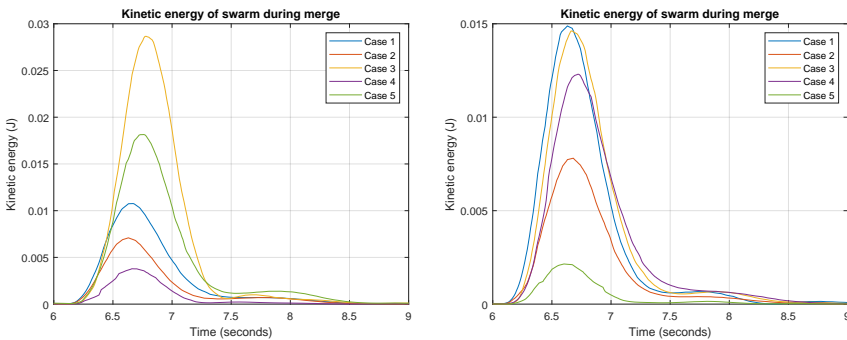 Kinetic energy of swarm during merge
Kinetic energy (J)
0.03
0.025
0.02
0.015
0.01
0.005
0
Case 1
Case 2
Case 3
Case 4
Case 5
6 6.5 7 7.5 8 8.5 9
Time (seconds)
Kinetic energy of swarm during merge
Kinetic energy (J)
0.015
0.01
0.005
0
Case 1
Case 2
Case 3
Case 4
Case 5
6 6.5 7 7.5 8 8.5 9
Time (seconds)